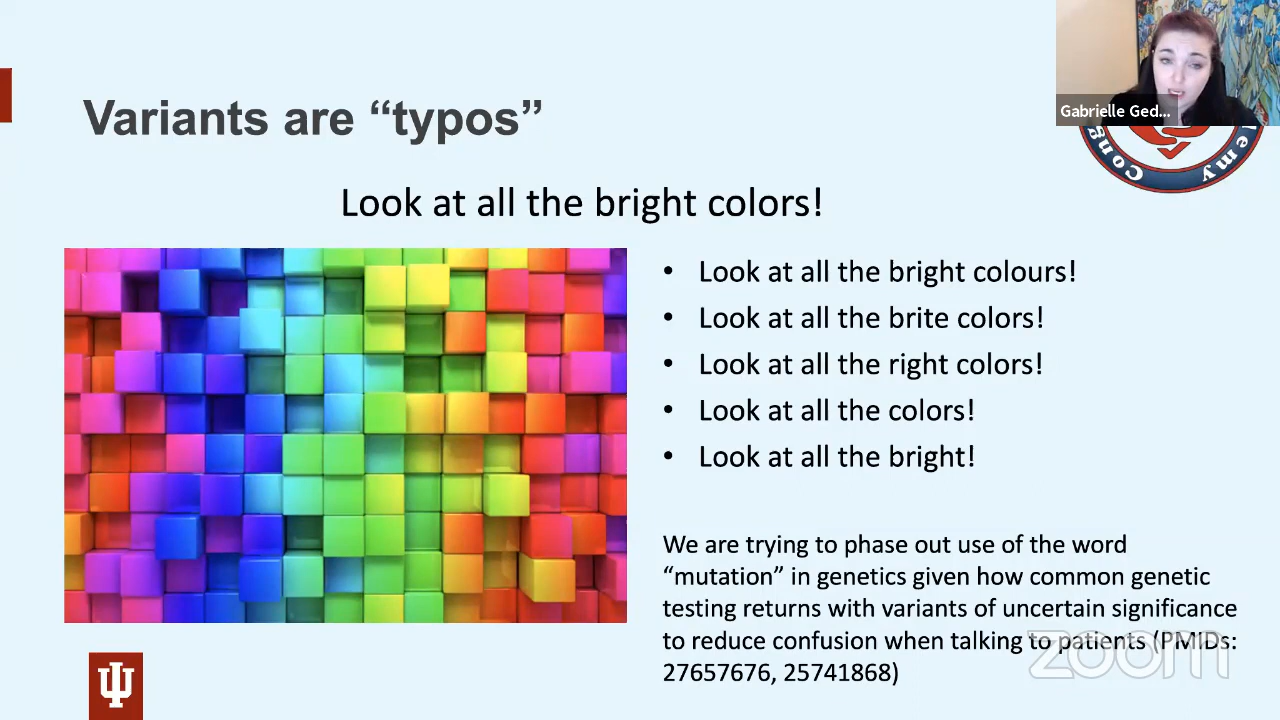 Gabrielle Ged...
Cong
lemy
Variants are “typos”
Look at all the bright colors!
• Look at all the bright colours!
• Look at all the brite colors!
• Look at all the right colors!
• Look at all the colors!
• Look at all the bright!
We are trying to phase out use of the word
“mutation” in genetics given how common genetic
testing returns with variants of uncertain significance
to reduce confusion when talking to patients (PMIDs:
27657676, 25741868)
zoom